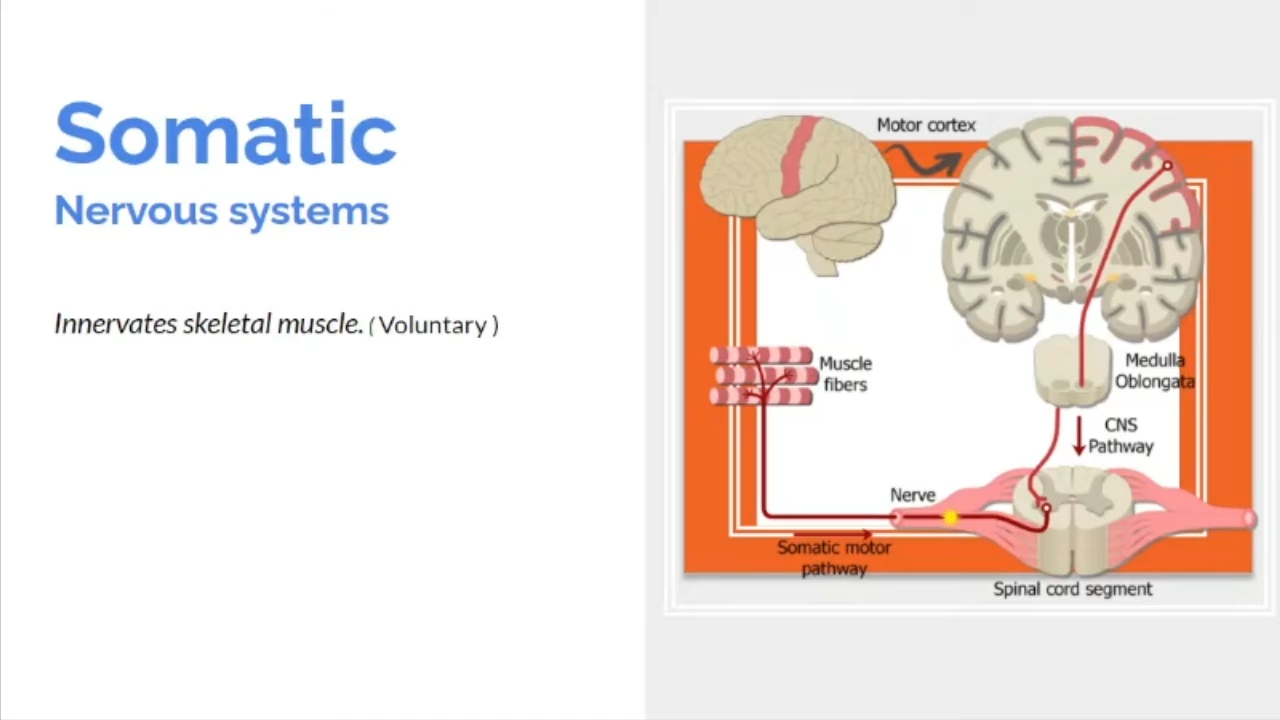 Somatic
Nervous systems
Innervates skeletal muscle. ( Voluntary )
Motor cortex
Muscle
fibers
Medulla
Oblongata
CNS
Pathway
Nerve
Somatic motor
pathway
Spinal cord segment